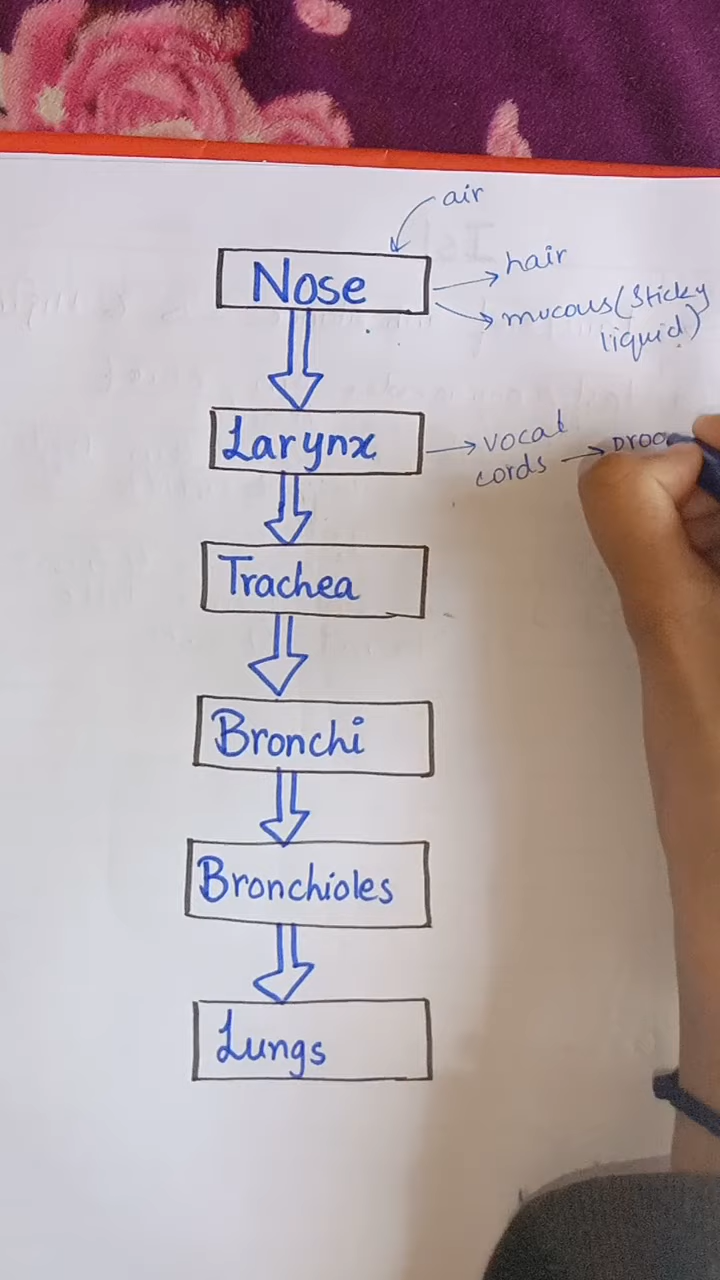 air
Nose
hair
mucous (sticky
liquid)
Larynx
vocal
cords
Trachea
Bronchi
Bronchioles
Lungs